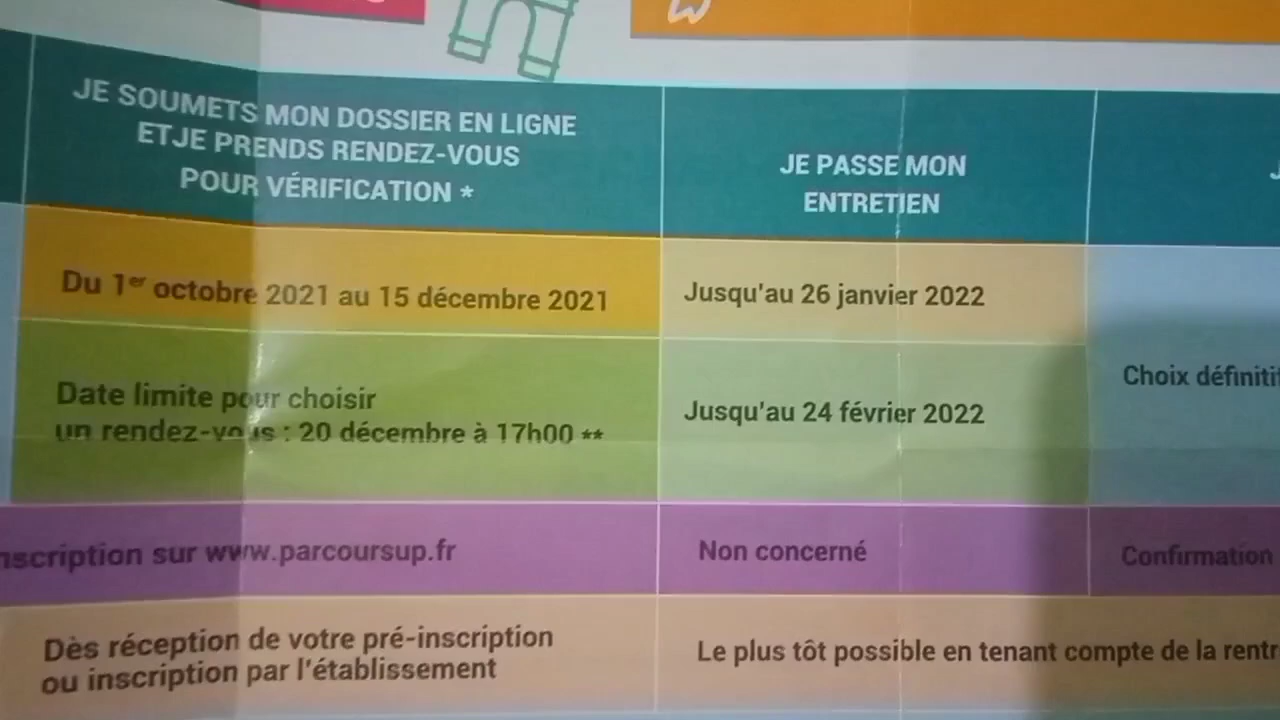 JE SOUMETS MON DOSSIER EN LIGNE
ETJE PRENDS RENDEZ-VOUS
POUR VÉRIFICATION *
JE PASSE MON
ENTRETIEN
Du 1er octobre 2021 au 15 décembre 2021
Jusqu'au 26 janvier 2022
Date limite pour choisir
un rendez-vous : 20 décembre à 17h00 **
Jusqu'au 24 février 2022
Choix définitif
nscription sur www.parcoursup.fr
Non concerné
Confirmation
Dès réception de votre pré-inscription
ou inscription par l'établissement
Le plus tôt possible en tenant compte de la rentr